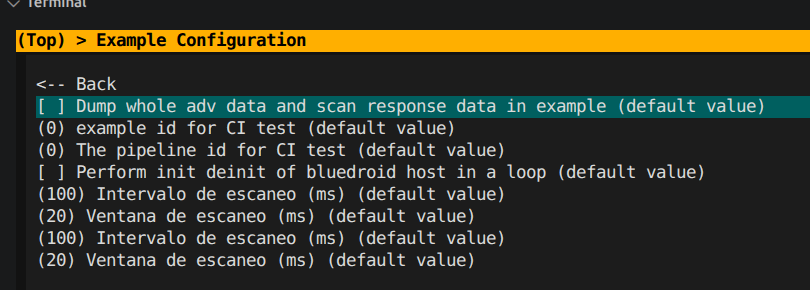 Terminal
(Top) > Example Configuration
<-- Back
[ ] Dump whole adv data and scan response data in example (default value)
(0) example id for CI test (default value)
(0) The pipeline id for CI test (default value)
[ ] Perform init deinit of bluedroid host in a loop (default value)
(100) Intervalo de escaneo (ms) (default value)
(20) Ventana de escaneo (ms) (default value)
(100) Intervalo de escaneo (ms) (default value)
(20) Ventana de escaneo (ms) (default value)